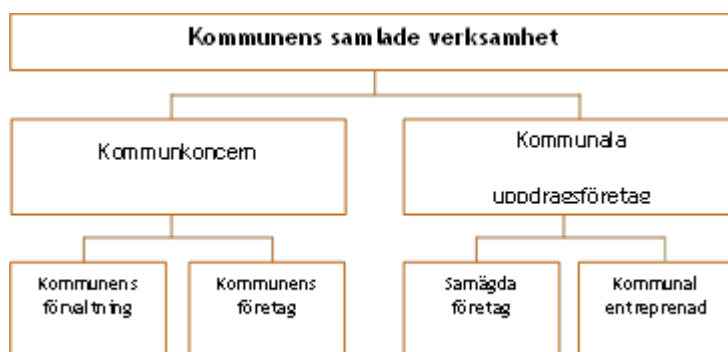 Kommunens samlade verksamhet
Kommunkoncern
Kommunala
uppdragsföretag
Kommunens
förvaltning
Kommunens
företag
Samägda
företag
Kommunal
entreprenad